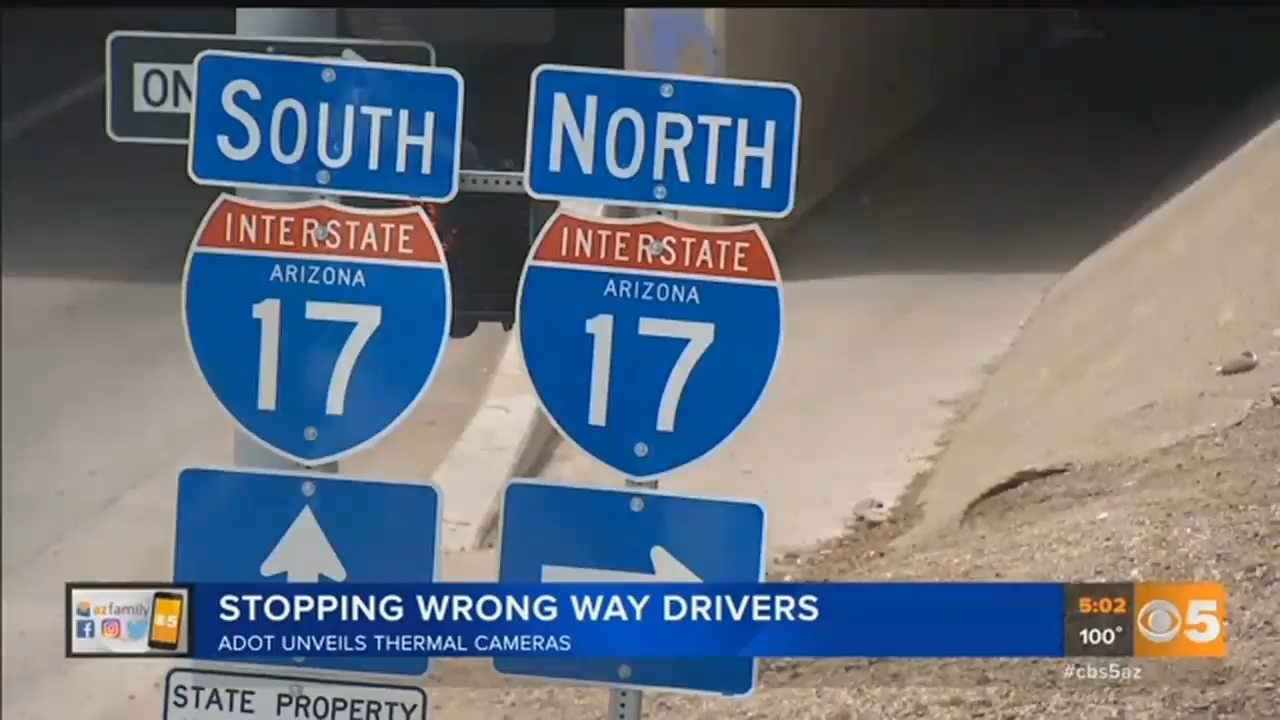 ON
SOUTH
INTERSTATE
ARIZONA
17
NORTH
INTERSTATE
ARIZONA
17
STATE PROPERTY
azfamily
5
STOPPING WRONG WAY DRIVERS
ADOT UNVEILS THERMAL CAMERAS
5:02
100°
5
#cbs5az